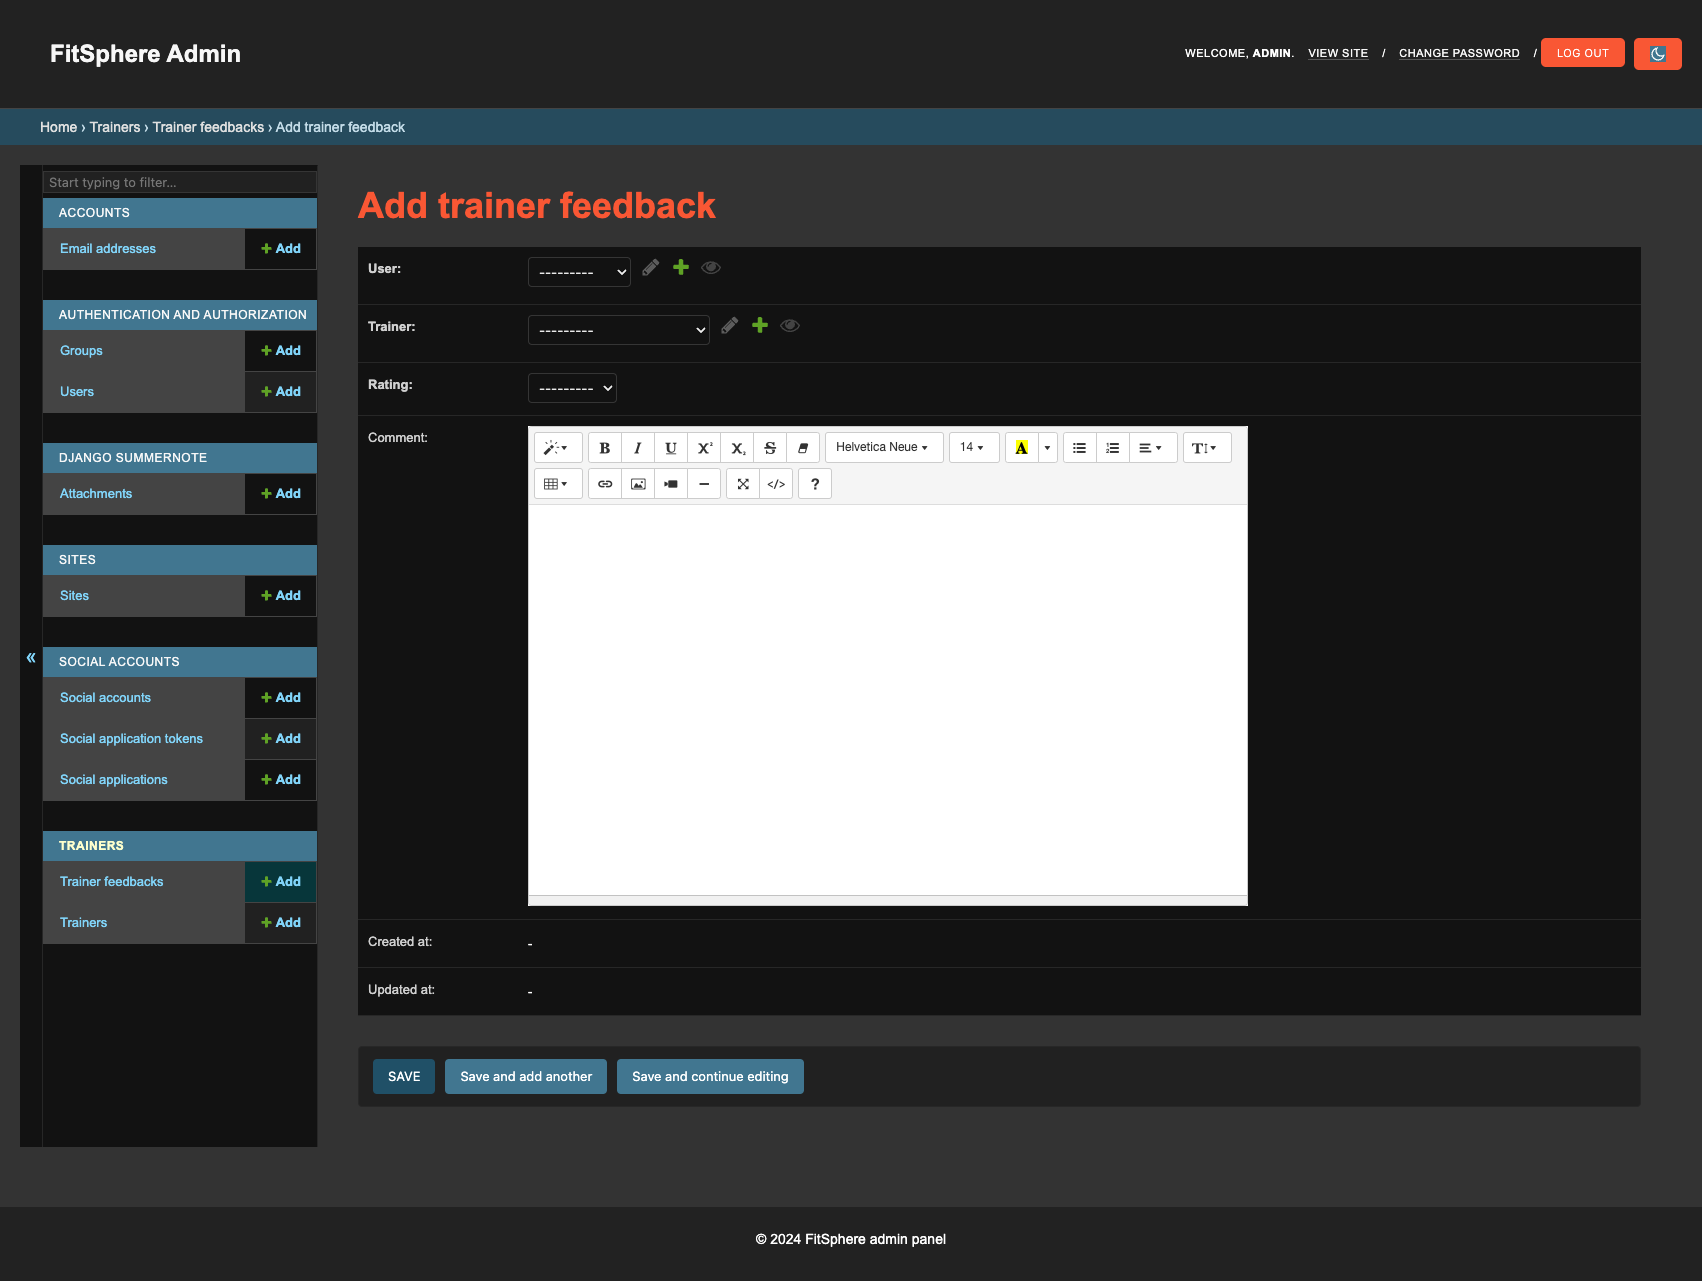 FitSphere Admin
WELCOME, ADMIN. VIEW SITE / CHANGE PASSWORD / LOG OUT
Home › Trainers › Trainer feedbacks › Add trainer feedback
Start typing to filter...
ACCOUNTS
Email addresses + Add
AUTHENTICATION AND AUTHORIZATION
Groups + Add
Users + Add
DJANGO SUMMERNOTE
Attachments + Add
SITES
Sites + Add
«
SOCIAL ACCOUNTS
Social accounts + Add
Social application tokens + Add
Social applications + Add
TRAINERS
Trainer feedbacks + Add
Trainers + Add
Add trainer feedback
User: ---------
Trainer: ---------
Rating: ---------
Comment:
B I U X² X₂ S Helvetica Neue 14 A T
</> ?
Created at: -
Updated at: -
SAVE Save and add another Save and continue editing
© 2024 FitSphere admin panel